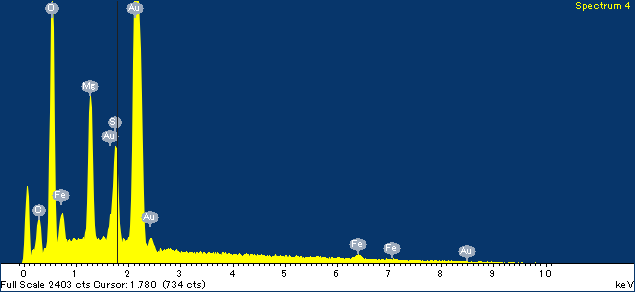 Spectrum 4
O
Au
Mg
Si
Au
Fe
Au
Fe
Fe
Au
0 1 2 3 4 5 6 7 8 9 10
Full Scale 2403 cts Cursor: 1.780 (734 cts) keV